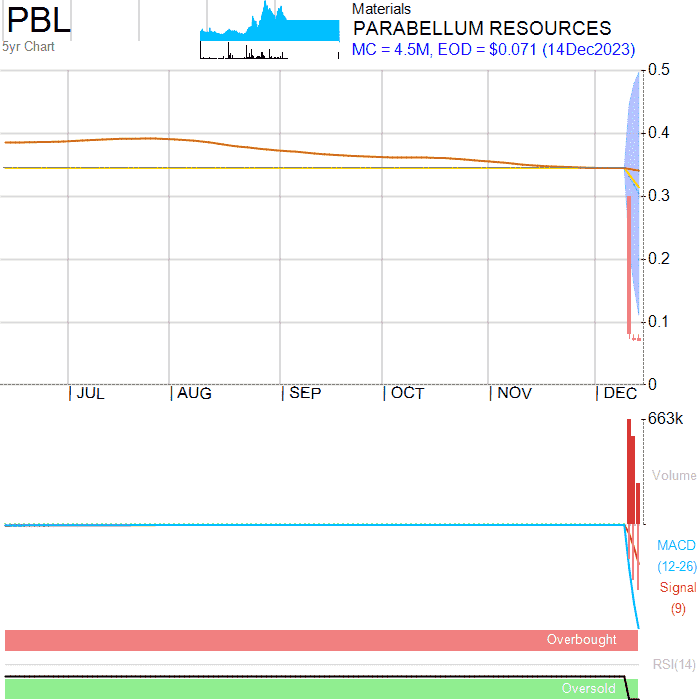 PBL
5yr Chart
Materials
PARABELLUM RESOURCES
MC = 4.5M, EOD = $0.071 (14Dec2023)
0.5
0.4
0.3
0.2
0.1
0
JUL AUG SEP OCT NOV DEC
663k
Volume
MACD
(12-26)
Signal
(9)
Overbought
RSI(14)
Oversold